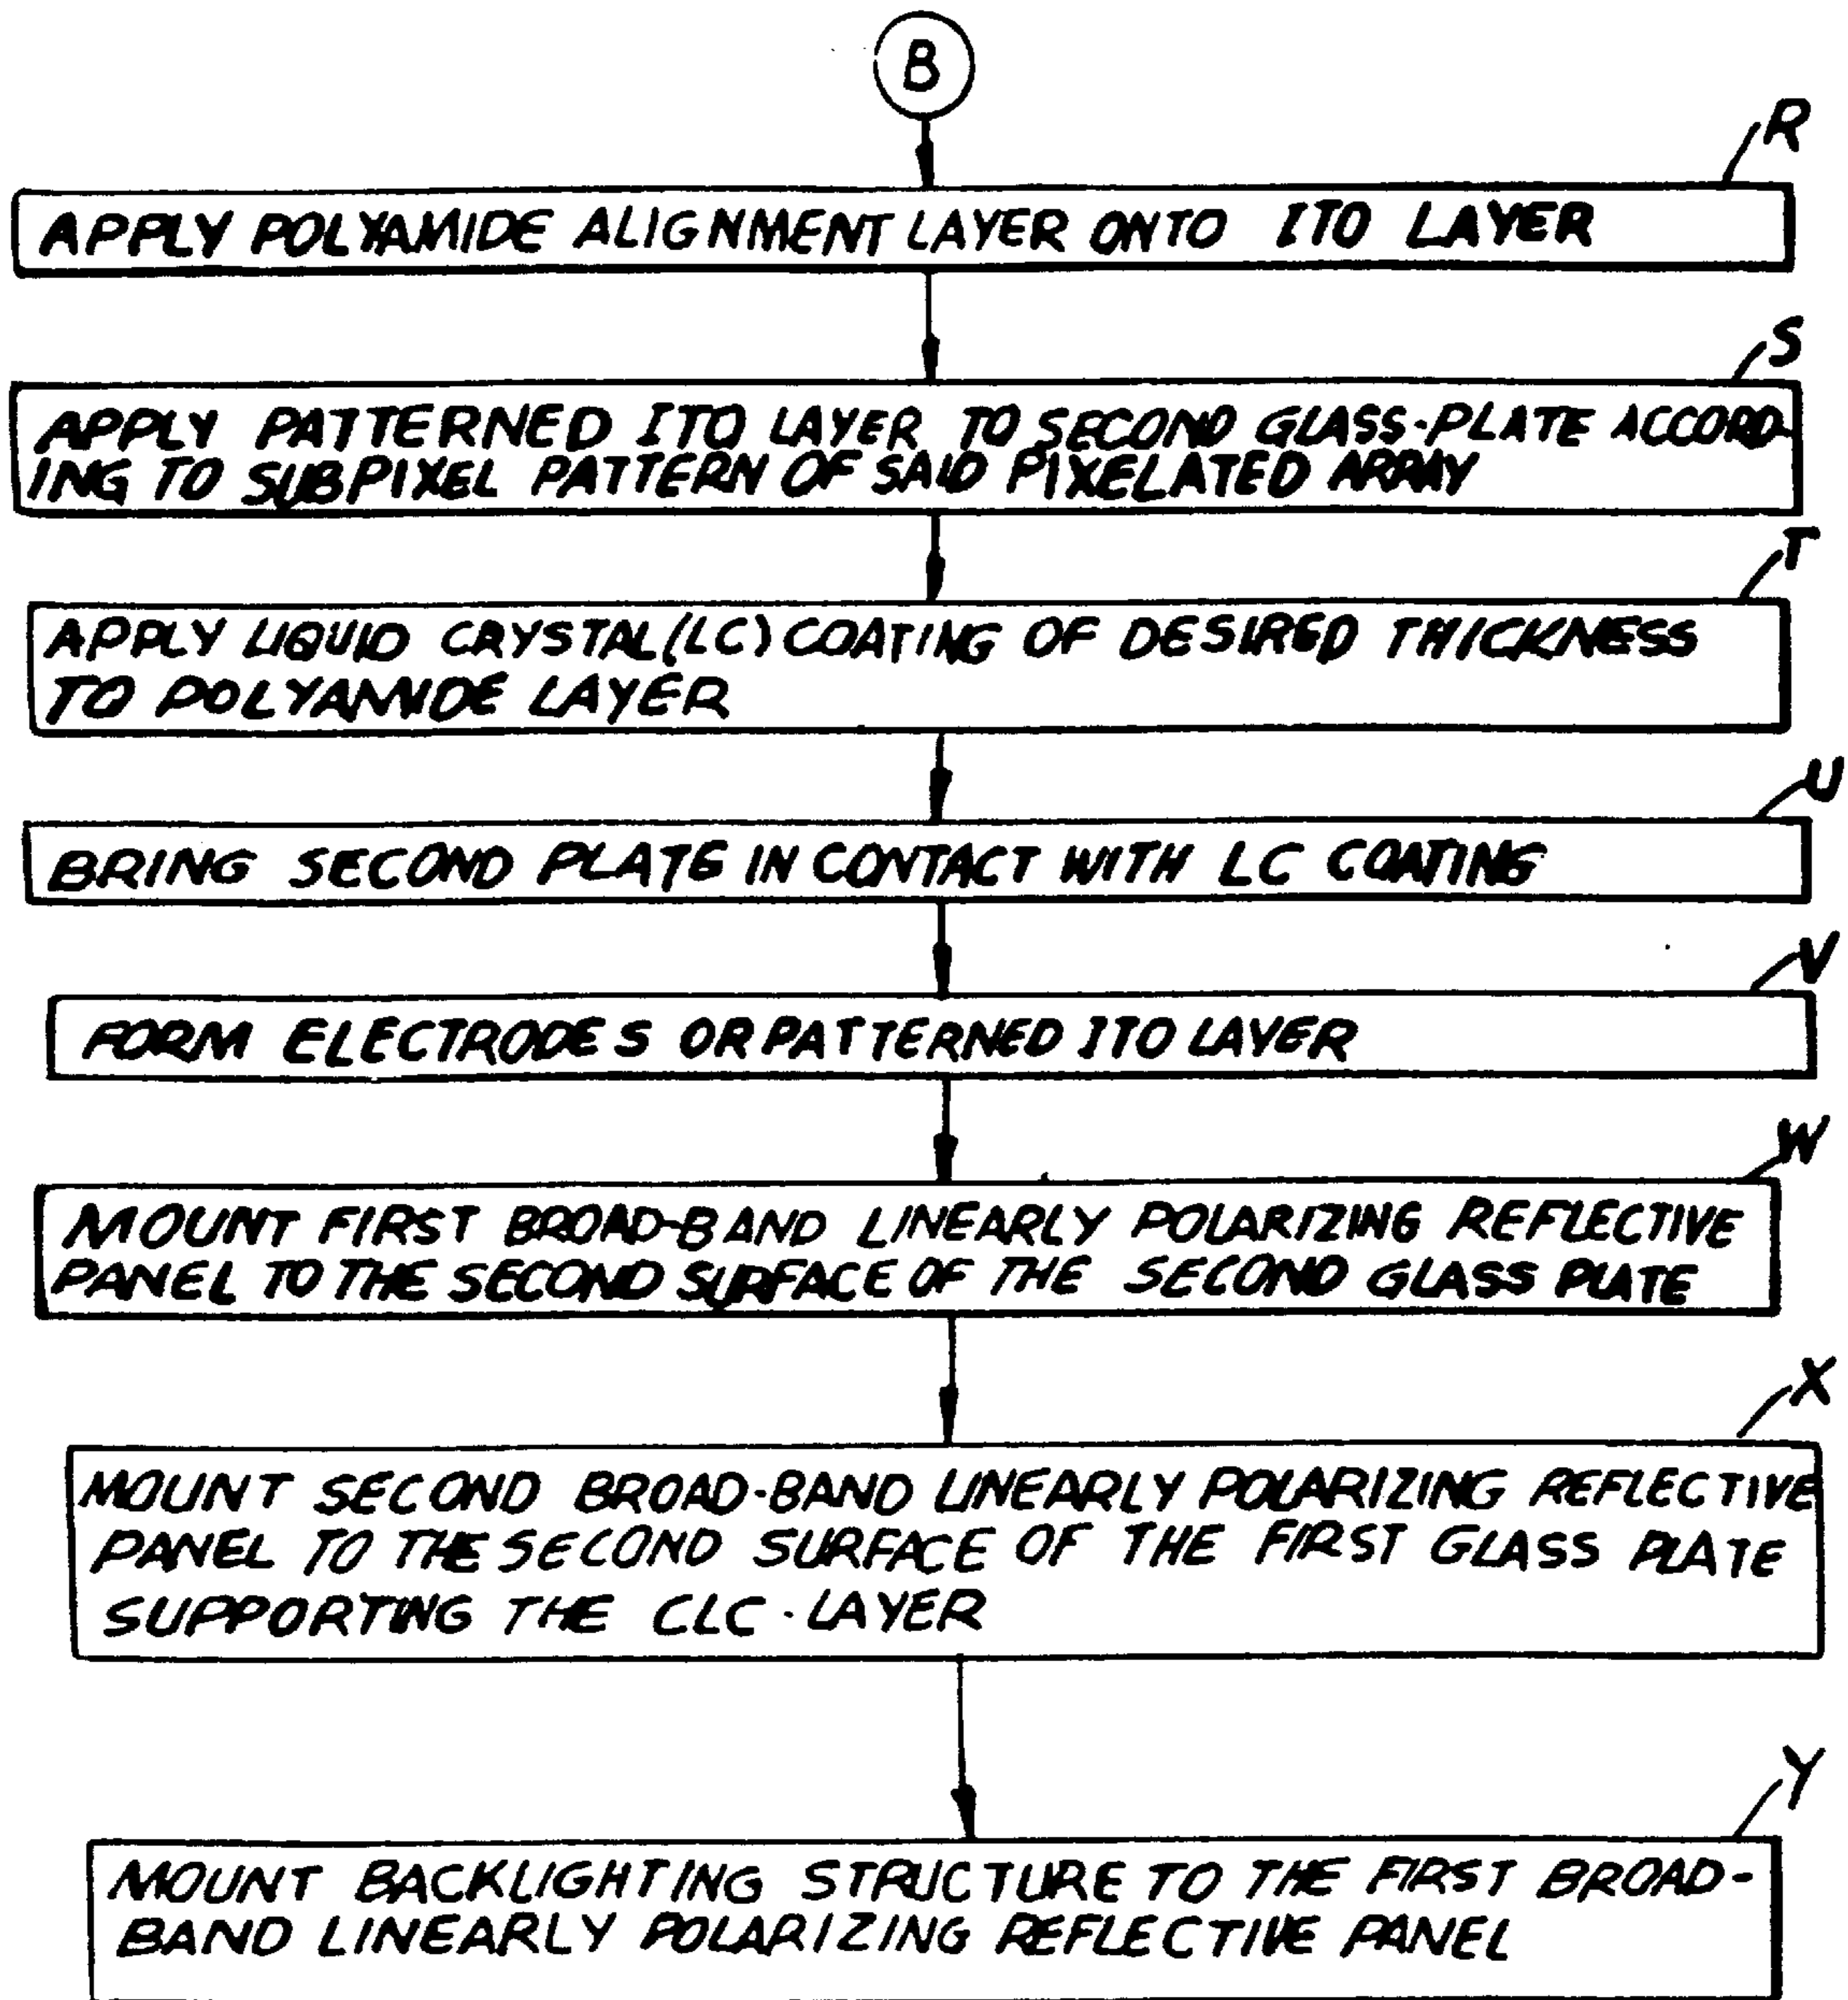 B
R
APPLY POLYAMIDE ALIGNMENT LAYER ONTO ITO LAYER
S
APPLY PATTERNED ITO LAYER TO SECOND GLASS-PLATE ACCORD-
ING TO SUBPIXEL PATTERN OF SAID PIXELATED ARRAY
T
APPLY LIQUID CRYSTAL (LC) COATING OF DESIRED THICKNESS
TO POLYAMIDE LAYER
U
BRING SECOND PLATE IN CONTACT WITH LC COATING
V
FORM ELECTRODES OR PATTERNED ITO LAYER
W
MOUNT FIRST BROAD-BAND LINEARLY POLARIZING REFLECTIVE
PANEL TO THE SECOND SURFACE OF THE SECOND GLASS PLATE
X
MOUNT SECOND BROAD-BAND LINEARLY POLARIZING REFLECTIVE
PANEL TO THE SECOND SURFACE OF THE FIRST GLASS PLATE
SUPPORTING THE CLC-LAYER
Y
MOUNT BACKLIGHTING STRUCTURE TO THE FIRST BROAD-
BAND LINEARLY POLARIZING REFLECTIVE PANEL